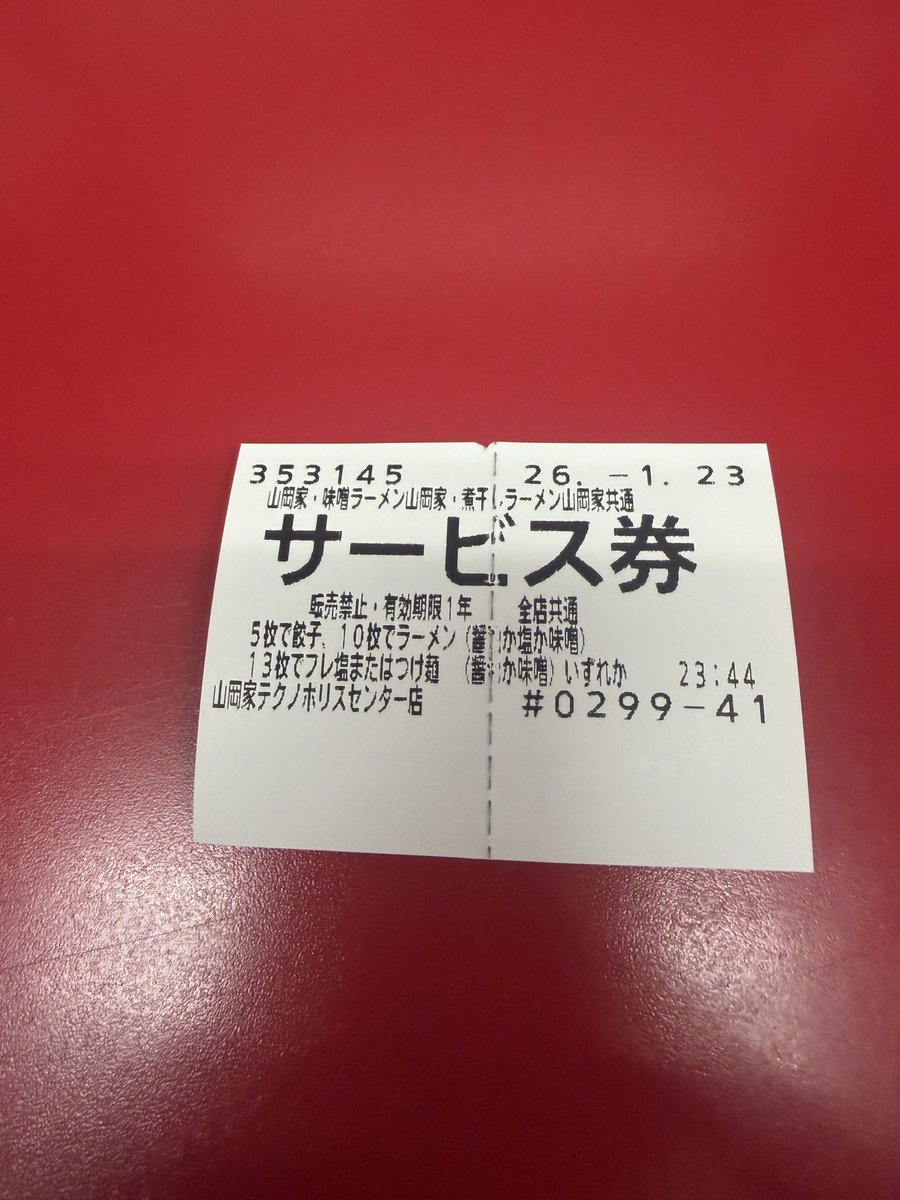 353145 26.-1.23
山岡家・味噌ラーメン山岡家・煮干しラーメン山岡家共通
サービス券
転売禁止・有効期限1年 全店共通
5枚で餃子、10枚でラーメン（醤油か塩か味噌）
13枚でプレ塩またはつけ麺 （醤油か味噌）いずれか 23:44
山岡家テクノポリスセンター店 #0299-41